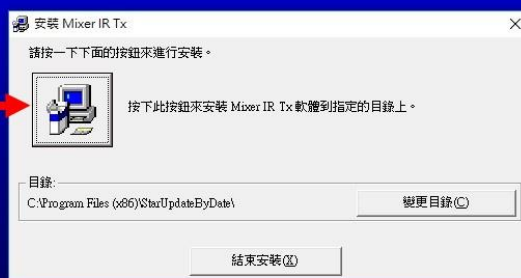 安裝 Mixer IR Tx
請按一下下面的按鈕來進行安裝。
按下此按鈕來安裝 Mixer IR Tx 軟體到指定的目錄上。
目錄:
C:\Program Files (x86)\StarUpdateByDate\
變更目錄(C)
結束安裝(X)